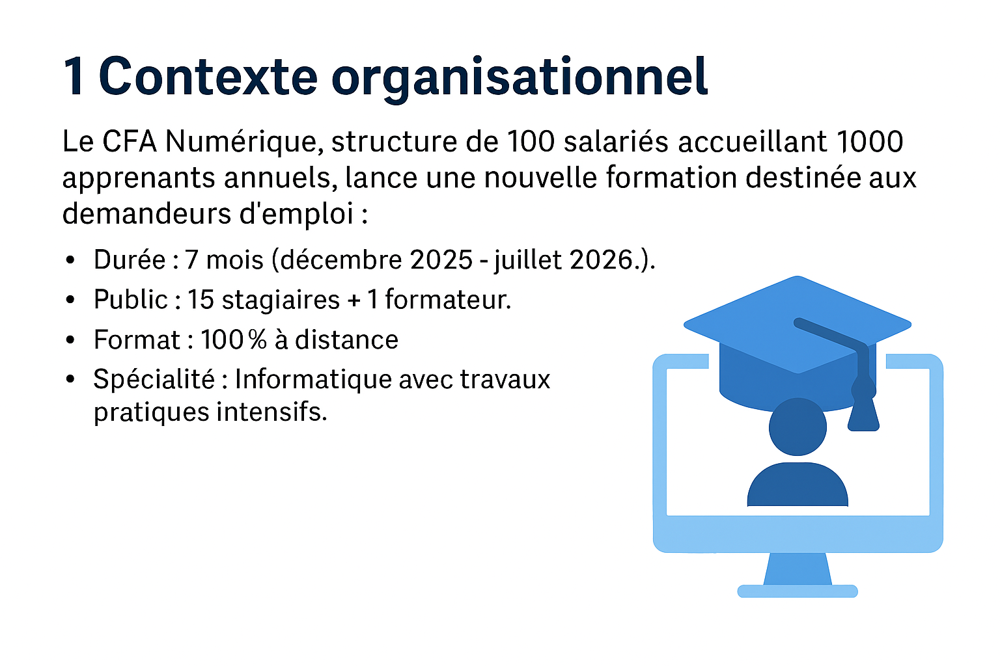 1 Contexte organisationnel
Le CFA Numérique, structure de 100 salariés accueillant 1000
apprenants annuels, lance une nouvelle formation destinée aux
demandeurs d'emploi :
• Durée : 7 mois (décembre 2025 - juillet 2026.).
• Public : 15 stagiaires + 1 formateur.
• Format : 100 % à distance
• Spécialité : Informatique avec travaux
pratiques intensifs.